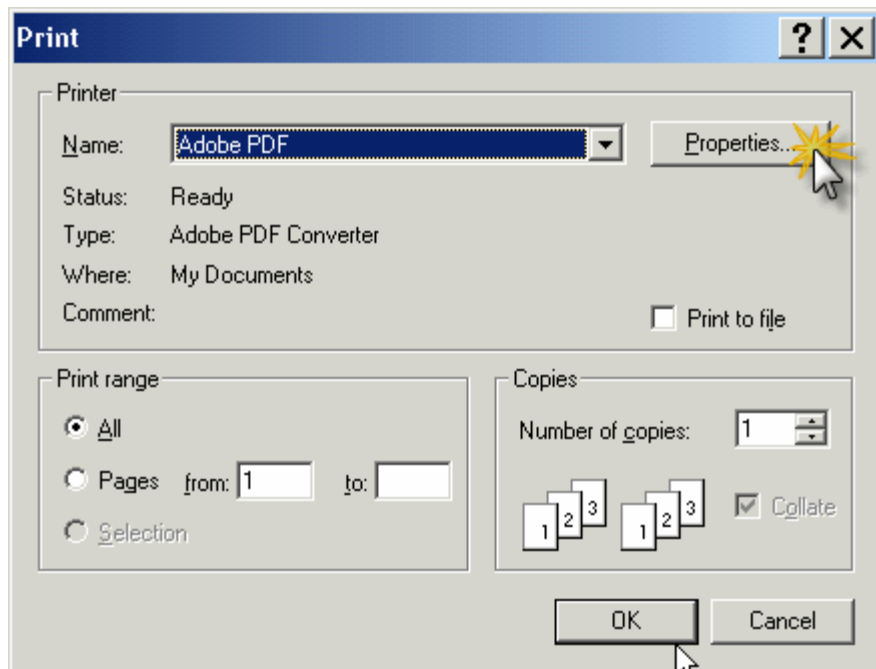 Print
Printer
Name: Adobe PDF Properties...
Status: Ready
Type: Adobe PDF Converter
Where: My Documents
Comment:
Print to file
Print range
All
Pages from: 1 to:
Selection
Copies
Number of copies: 1
1 2 3 1 2 3 Collate
OK Cancel